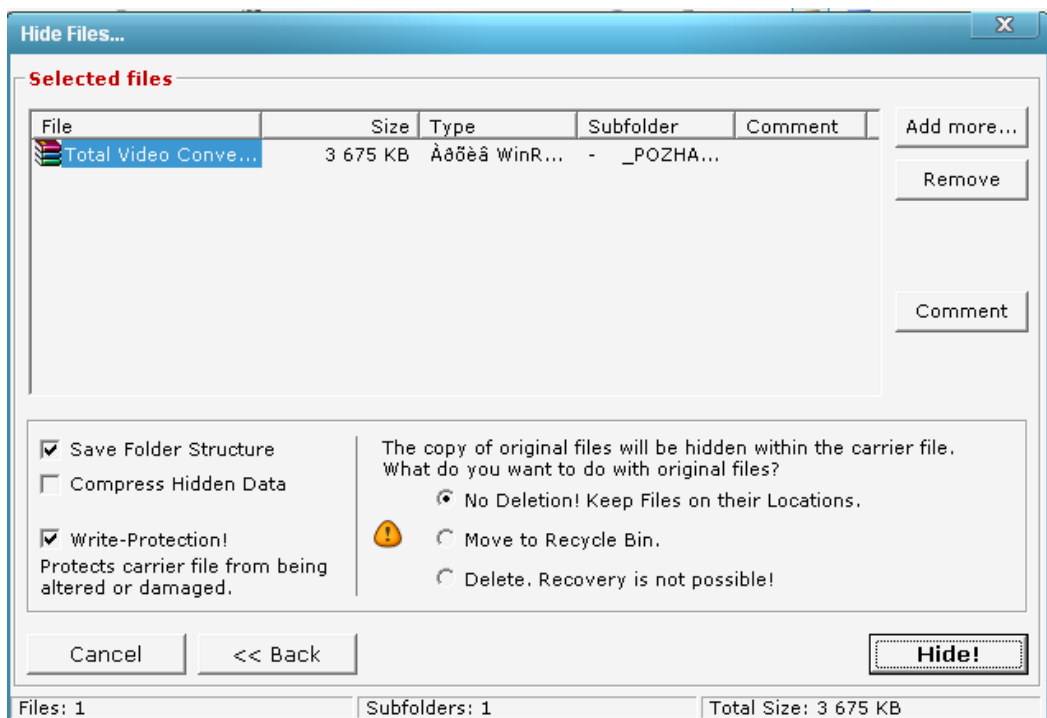 Hide Files...
Selected files
File Size Type Subfolder Comment
Add more...
Total Video Conve... 3 675 KB Àðõèâ WinR... - _POZHA...
Remove
Comment
Save Folder Structure
Compress Hidden Data
Write-Protection!
Protects carrier file from being
altered or damaged.
The copy of original files will be hidden within the carrier file.
What do you want to do with original files?
No Deletion! Keep Files on their Locations.
Move to Recycle Bin.
Delete. Recovery is not possible!
Cancel
<< Back
Hide!
Files: 1
Subfolders: 1
Total Size: 3 675 KB